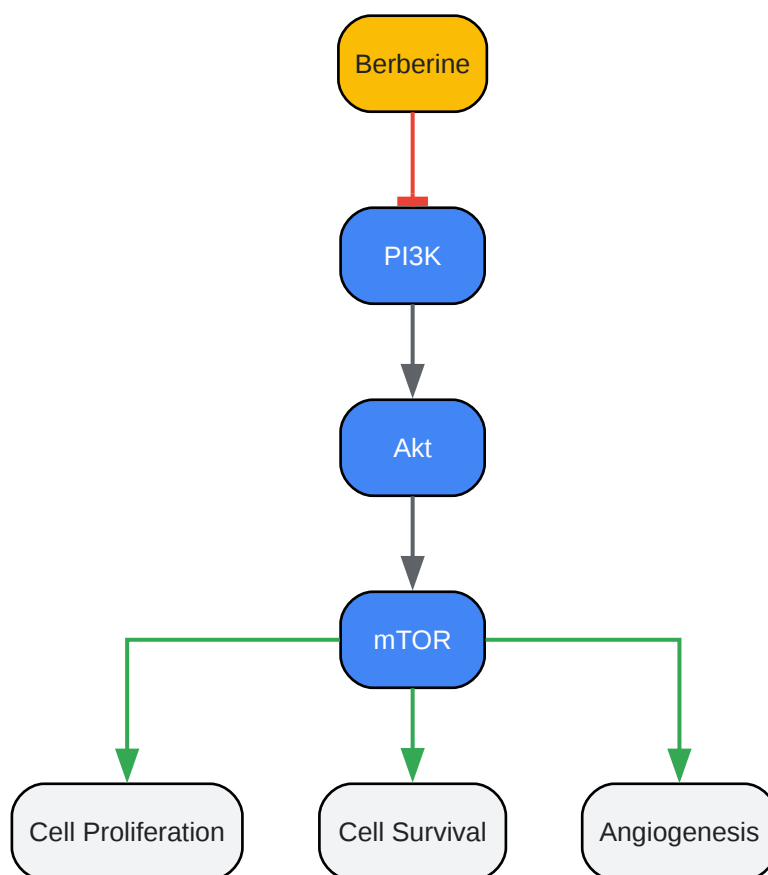 Berberine
PI3K
Akt
mTOR
Cell Proliferation
Cell Survival
Angiogenesis